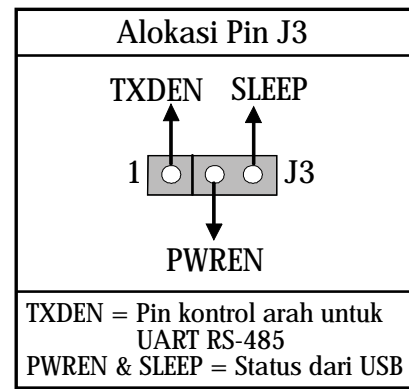 Alokasi Pin J3
TXDEN SLEEP
1 J3
PWREN
TXDEN = Pin kontrol arah untuk
UART RS-485
PWREN & SLEEP = Status dari USB